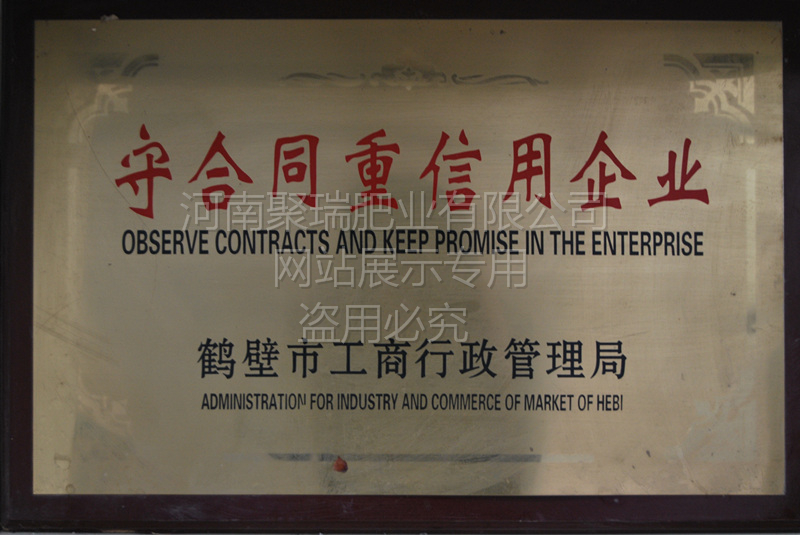 守合同重信用企业
河南聚瑞肥业有限公司
OBSERVE CONTRACTS AND KEEP PROMISE IN THE ENTERPRISE
网站展示专用
盗用必究
鹤壁市工商行政管理局
ADMINISTRATION FOR INDUSTRY AND COMMERCE OF MARKET OF HEBI